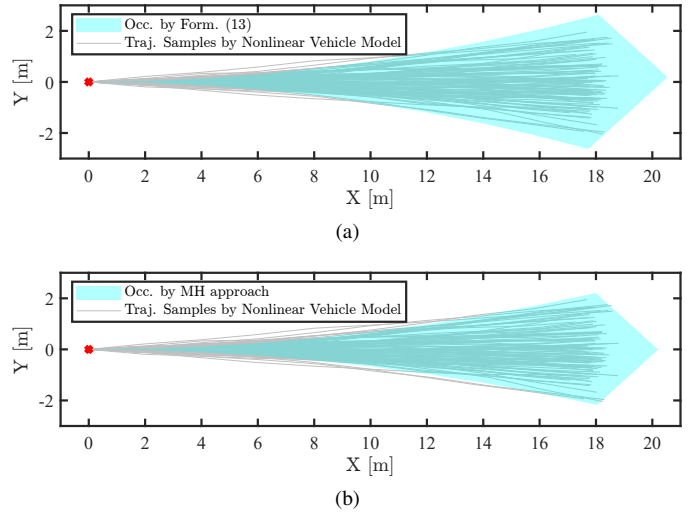 Occ. by Form. (13)
Traj. Samples by Nonlinear Vehicle Model
2
0
-2
Y [m]
0 2 4 6 8 10 12 14 16 18 20
X [m]
(a)
Occ. by MH approach
Traj. Samples by Nonlinear Vehicle Model
2
0
-2
Y [m]
0 2 4 6 8 10 12 14 16 18 20
X [m]
(b)